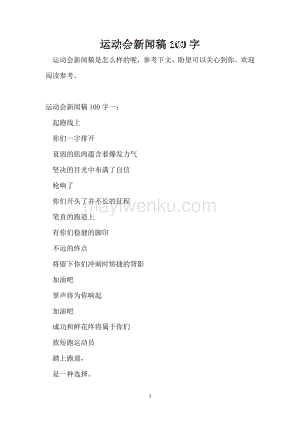 运动会新闻稿 100 字
运动会新闻稿是怎么样的呢，参考下文，盼望可以关心到你，欢迎
阅读参考。
运动会新闻稿 100 字一：
起跑线上
你们一字排开
衰弱的肌肉蕴含着爆发力气
坚决的目光中布满了自信
枪响了
你们开头了并不长的征程
笔直的跑道上
有你们稳健的脚印
不远的终点
将留下你们冲刺时矫捷的背影
加油吧
掌声将为你响起
加油吧
成功和鲜花终将属于你们
致短跑运动员
踏上跑道，
是一种选择。
mayiwenku.com
1